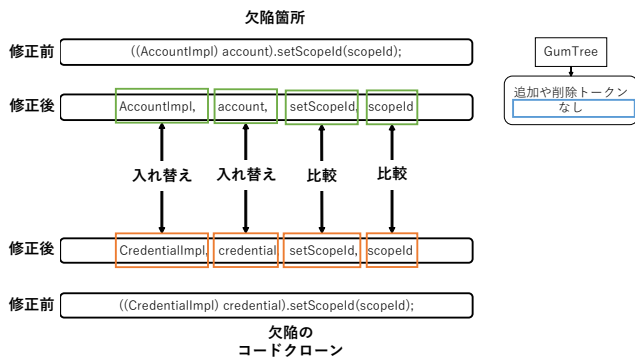 欠陥箇所
修正前
((AccountImpl) account).setScopeId(scopeId);
GumTree
追加や削除トークン
なし
修正後
AccountImpl, account, setScopeId, scopeId
入れ替え 入れ替え 比較 比較
修正後
CredentialImpl, credential setScopeId, scopeId
修正前
((CredentialImpl) credential).setScopeId(scopeId);
欠陥の
コードクローン